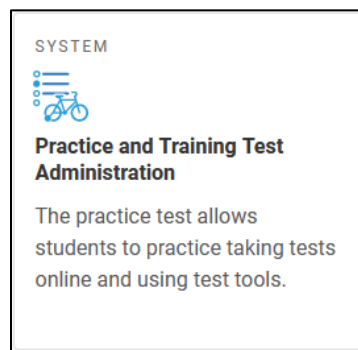 SYSTEM
Practice and Training Test
Administration
The practice test allows
students to practice taking tests
online and using test tools.